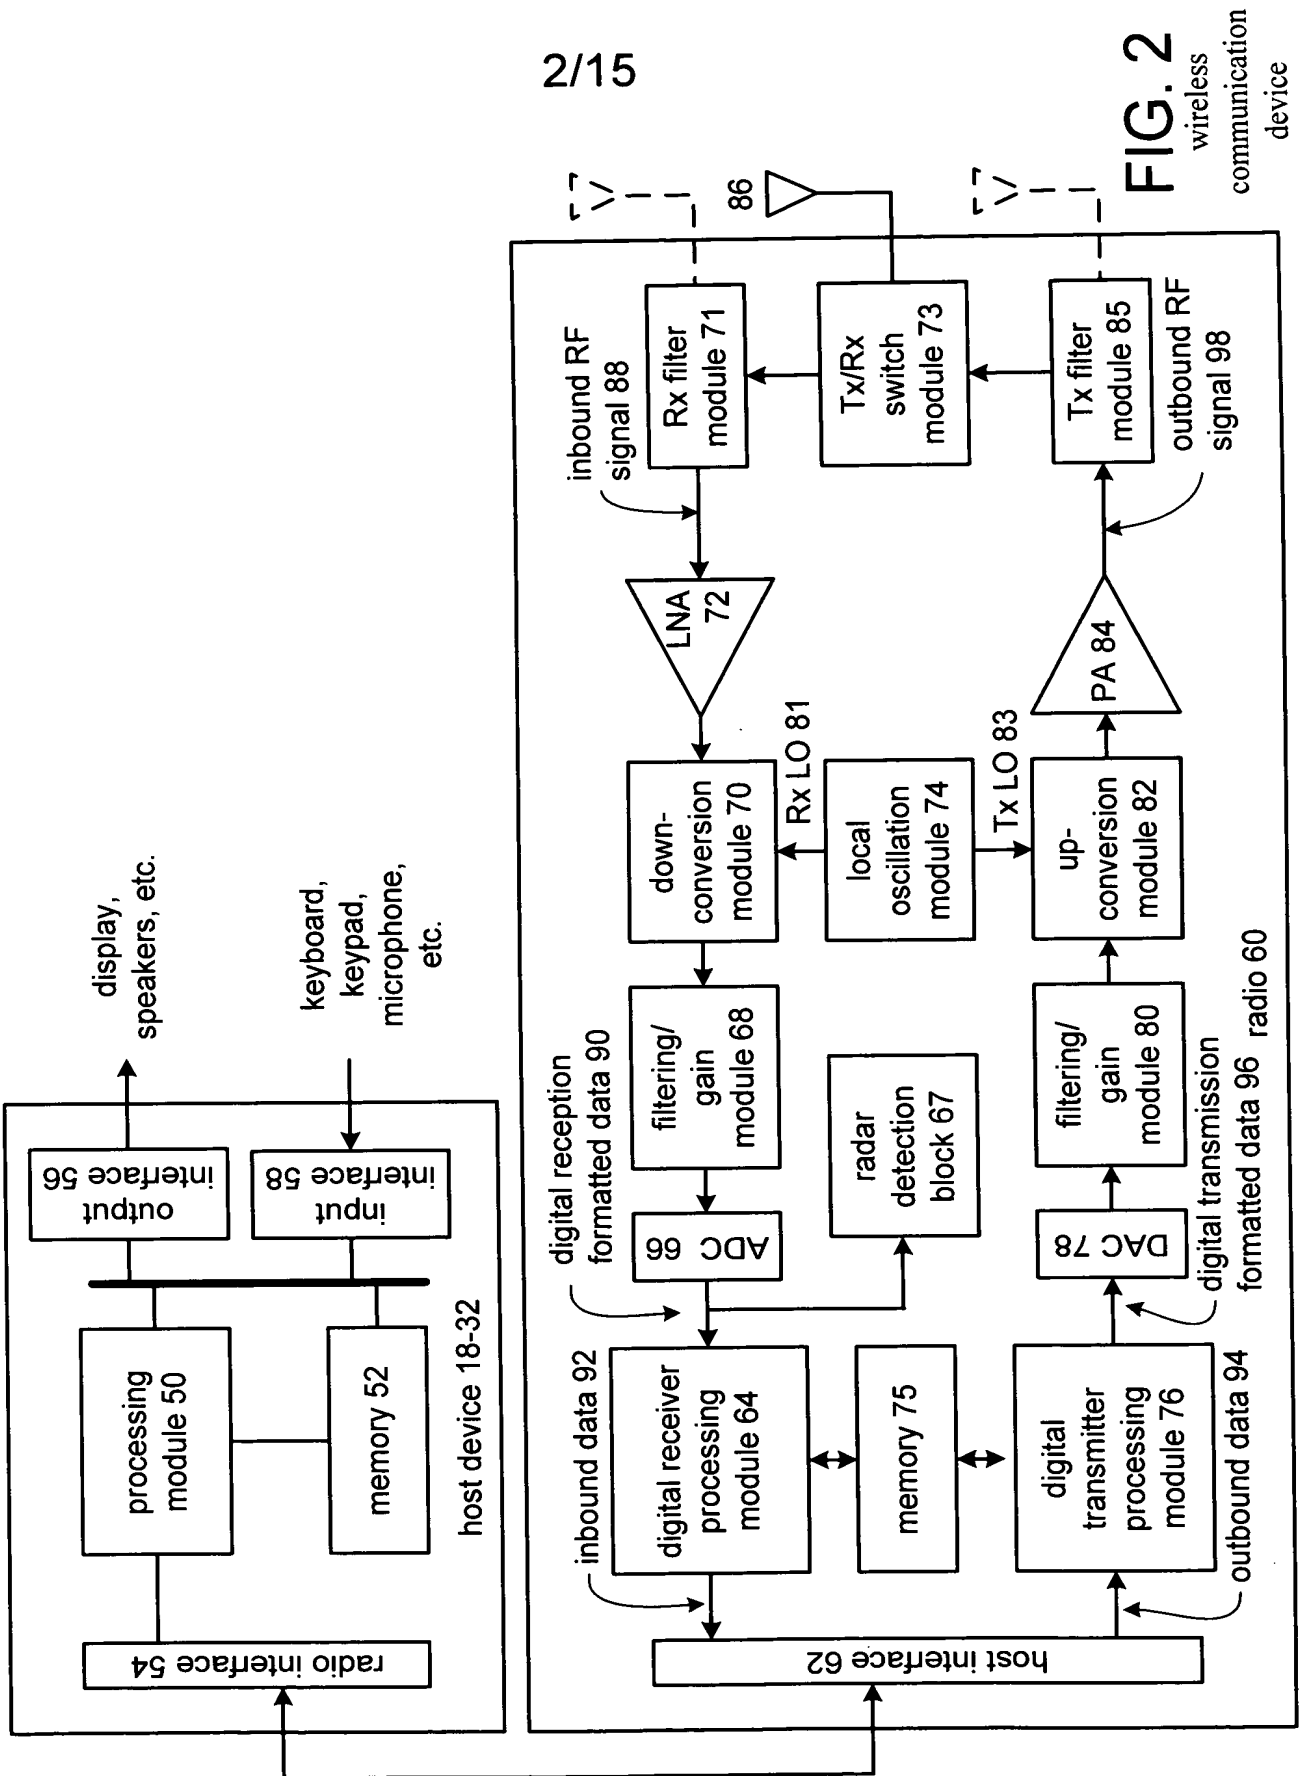 2/15
display,
speakers, etc.
keyboard,
keypad,
microphone,
etc.
output
interface 56
input
interface 58
processing
module 50
memory 52
radio interface 54
host device 18-32
86
inbound RF
signal 88
Rx filter
module 71
Tx/Rx
switch
module 73
Tx filter
module 85
outbound RF
signal 98
LNA
72
PA 84
down-
conversion
module 70
Rx LO 81
local
oscillation
module 74
Tx LO 83
up-
conversion
module 82
filtering/
gain
module 68
radar
detection
block 67
filtering/
gain
module 80
digital reception
formatted data 90
ADC 66
DAC 78
digital transmission
formatted data 96
radio 60
inbound data 92
digital receiver
processing
module 64
memory 75
digital
transmitter
processing
module 76
outbound data 94
host interface 62
FIG. 2
wireless
communication
device